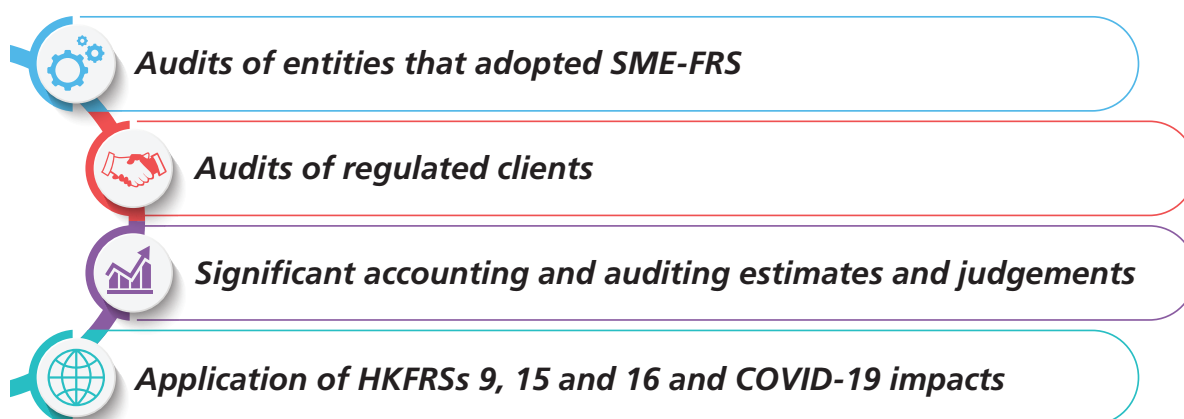 Audits of entities that adopted SME-FRS
Audits of regulated clients
Significant accounting and auditing estimates and judgements
Application of HKFRSs 9, 15 and 16 and COVID-19 impacts